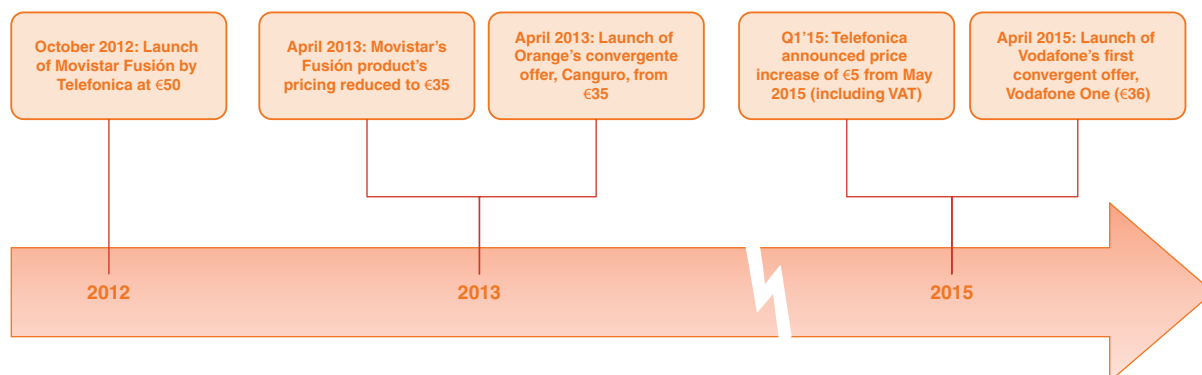 October 2012: Launch
of Movistar Fusión by
Telefonica at €50
April 2013: Movistar's
Fusión product's
pricing reduced to €35
April 2013: Launch of
Orange's convergente
offer, Canguro, from
€35
Q1'15: Telefonica
announced price
increase of €5 from May
2015 (including VAT)
April 2015: Launch of
Vodafone's first
convergent offer,
Vodafone One (€36)
2012
2013
2015